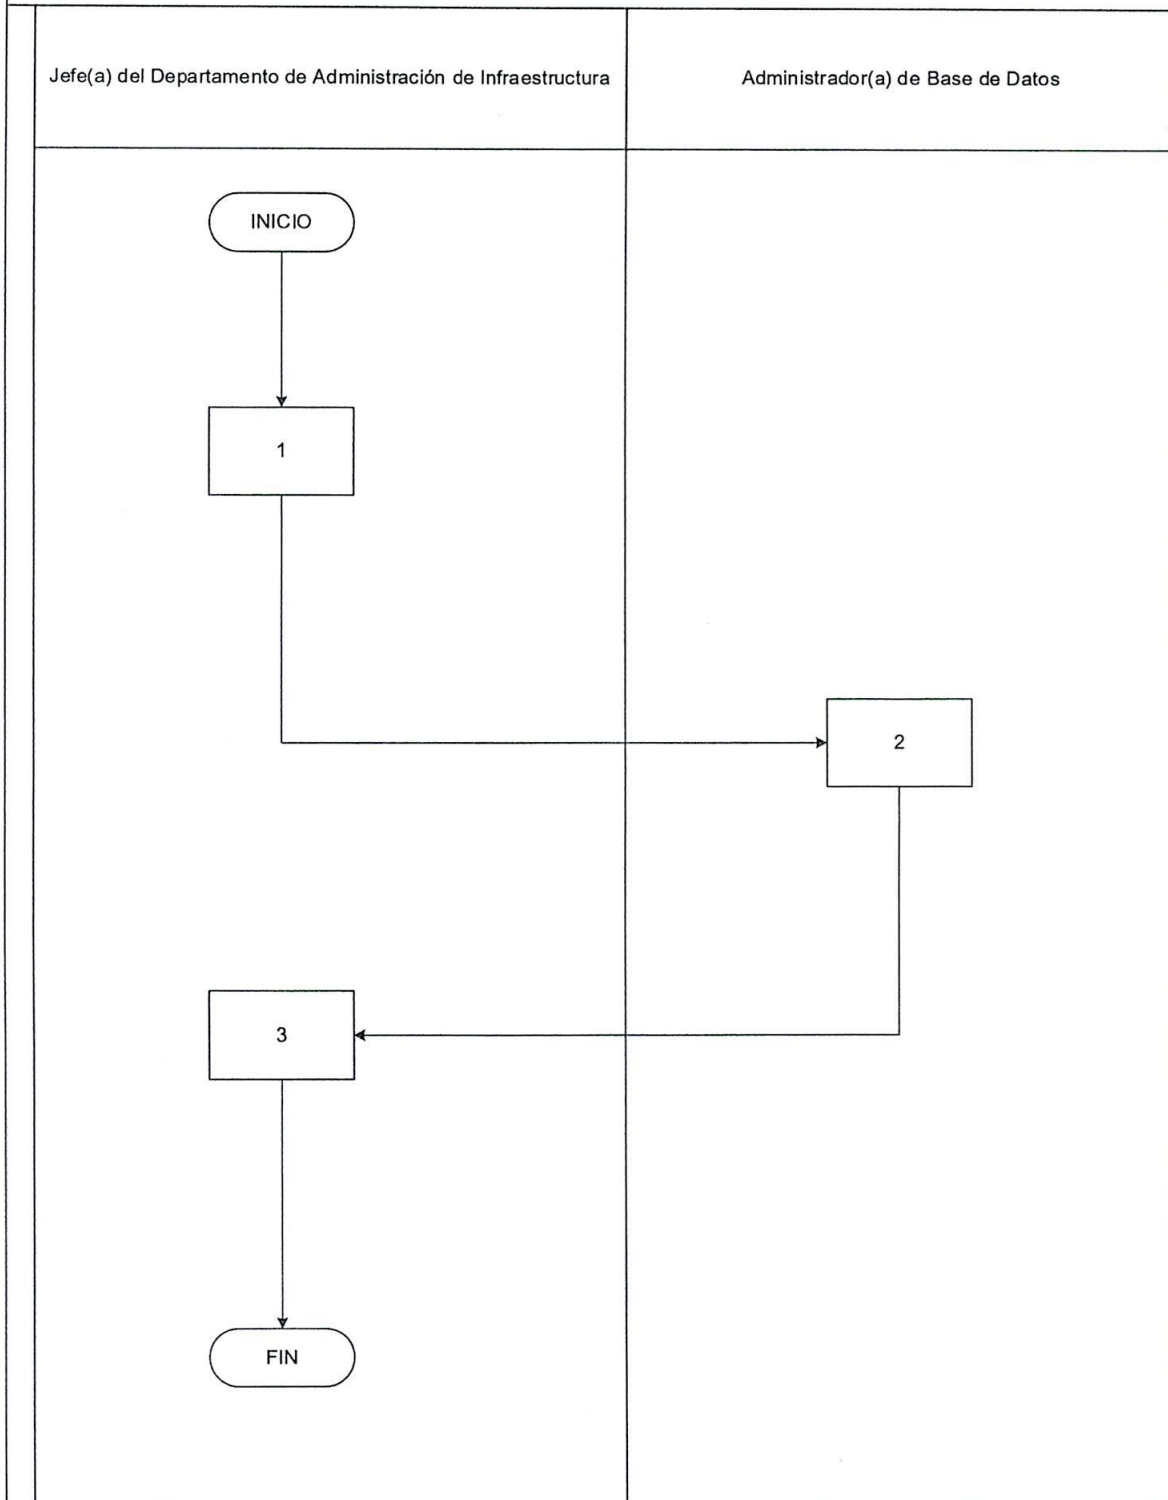 Jefe(a) del Departamento de Administración de Infraestructura
Administrador(a) de Base de Datos
INICIO
1
2
3
FIN